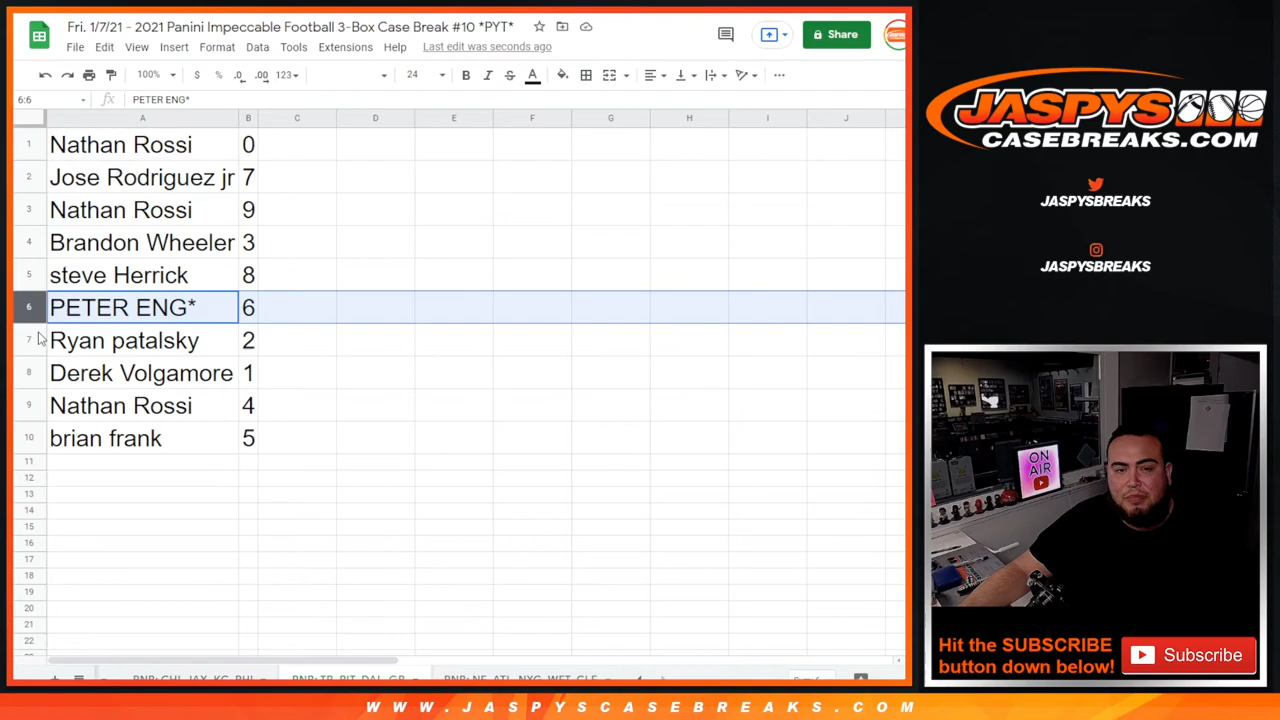 Fri. 1/7/21 - 2021 Panini Impeccable Football 3-Box Case Break #10 *PYT*
File Edit View Insert Format Data Tools Extensions Help Last edit was seconds ago
Share
100% $ % .0 .00 123 24 B I S A
6:6 fx PETER ENG*
A B C D E F G H I J
1 Nathan Rossi 0
2 Jose Rodriguez jr 7
3 Nathan Rossi 9
4 Brandon Wheeler 3
5 steve Herrick 8
6 PETER ENG* 6
7 Ryan patalsky 2
8 Derek Volgamore 1
9 Nathan Rossi 4
10 brian frank 5
11
12
13
14
15
16
17
18
19
20
21
22
JASPYS
CASEBREAKS.COM
JASPYSBREAKS
JASPYSBREAKS
ON
AIR
Hit the SUBSCRIBE
button down below!
Subscribe
WWW.JASPYSCASEBREAKS.COM